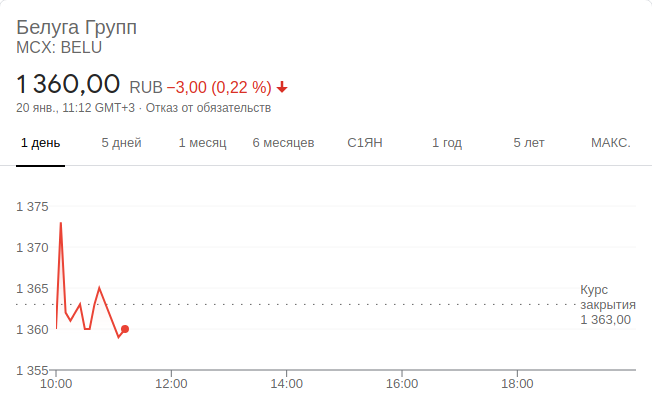 Белуга Групп
MCX: BELU
1 360,00 RUB −3,00 (0,22 %)
20 янв., 11:12 GMT+3 · Отказ от обязательств
1 день 5 дней 1 месяц 6 месяцев С1ЯН 1 год 5 лет МАКС.
1 375
1 370
1 365
Курс
закрытия
1 363,00
1 360
1 355
10:00 12:00 14:00 16:00 18:00